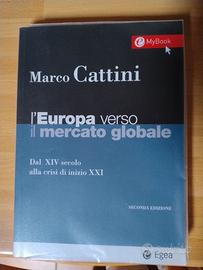 e MyBook
Marco Cattini
l'Europa verso
il mercato globale
Dal XIV secolo
alla crisi di inizio XXI
SECONDA EDIZIONE
e Egea